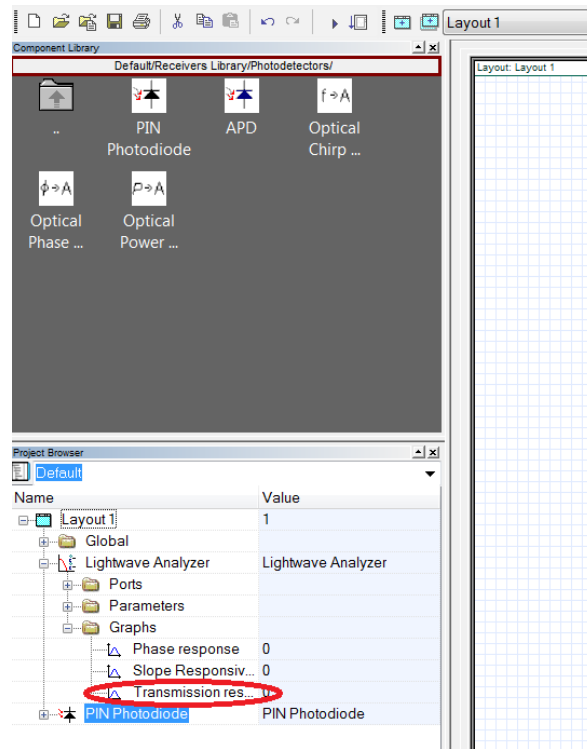 Layout 1
Component Library
Default/Receivers Library/Photodetectors/
Layout: Layout 1
..
PIN Photodiode
APD
Optical Chirp ...
f➔A
ϕ➔A
P➔A
Optical Phase ...
Optical Power ...
Project Browser
Default
Name Value
Layout 1 1
Global
Lightwave Analyzer Lightwave Analyzer
Ports
Parameters
Graphs
Phase response 0
Slope Responsiv... 0
Transmission res... 0
PIN Photodiode PIN Photodiode